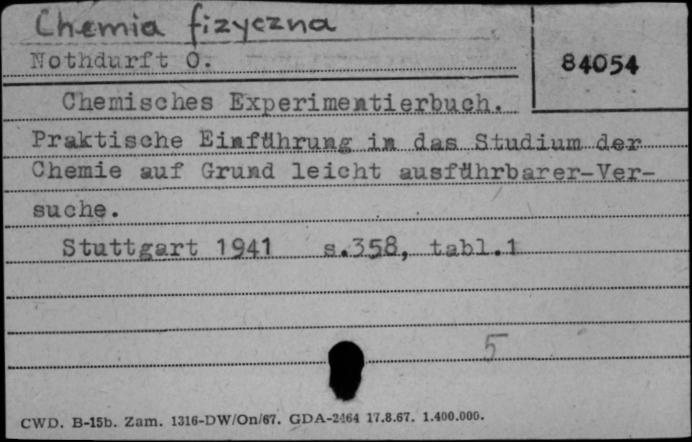 Chemia fizyczna
Nothdurft O.
84054
Chemisches Experimentierbuch.
Praktische Einführung in das Studium der
Chemie auf Grund leicht ausführbarer-Ver-
suche.
Stuttgart 1941 s.358, tabl.1
5
CWD. B-15b. Zam. 1316-DW/On/67. GDA-2464 17.8.67. 1.400.000.